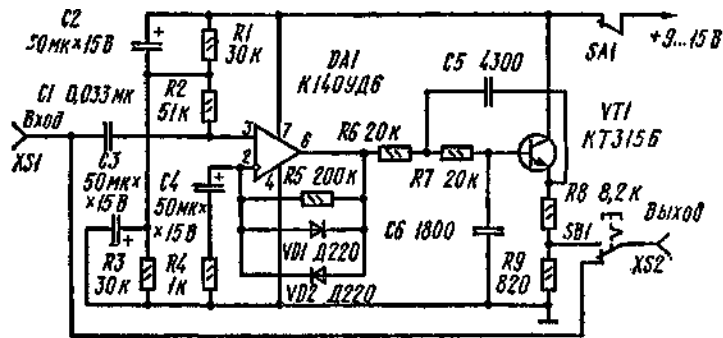 C2
50мк×15В
R1
30к
R2
51к
C1 0,033мк
Вход
XS1
C3
50мк×
×15В
C4
50мк×
×15В
R3
30к
R4
1к
DA1
К140УД6
3
2
7
4
6
R5 200к
VD1 Д220
VD2 Д220
R6 20к
R7 20к
C5 4300
C6 1800
SA1
+9...15В
VT1
КТ315Б
R8 8,2к
R9
820
SB1
Выход
XS2